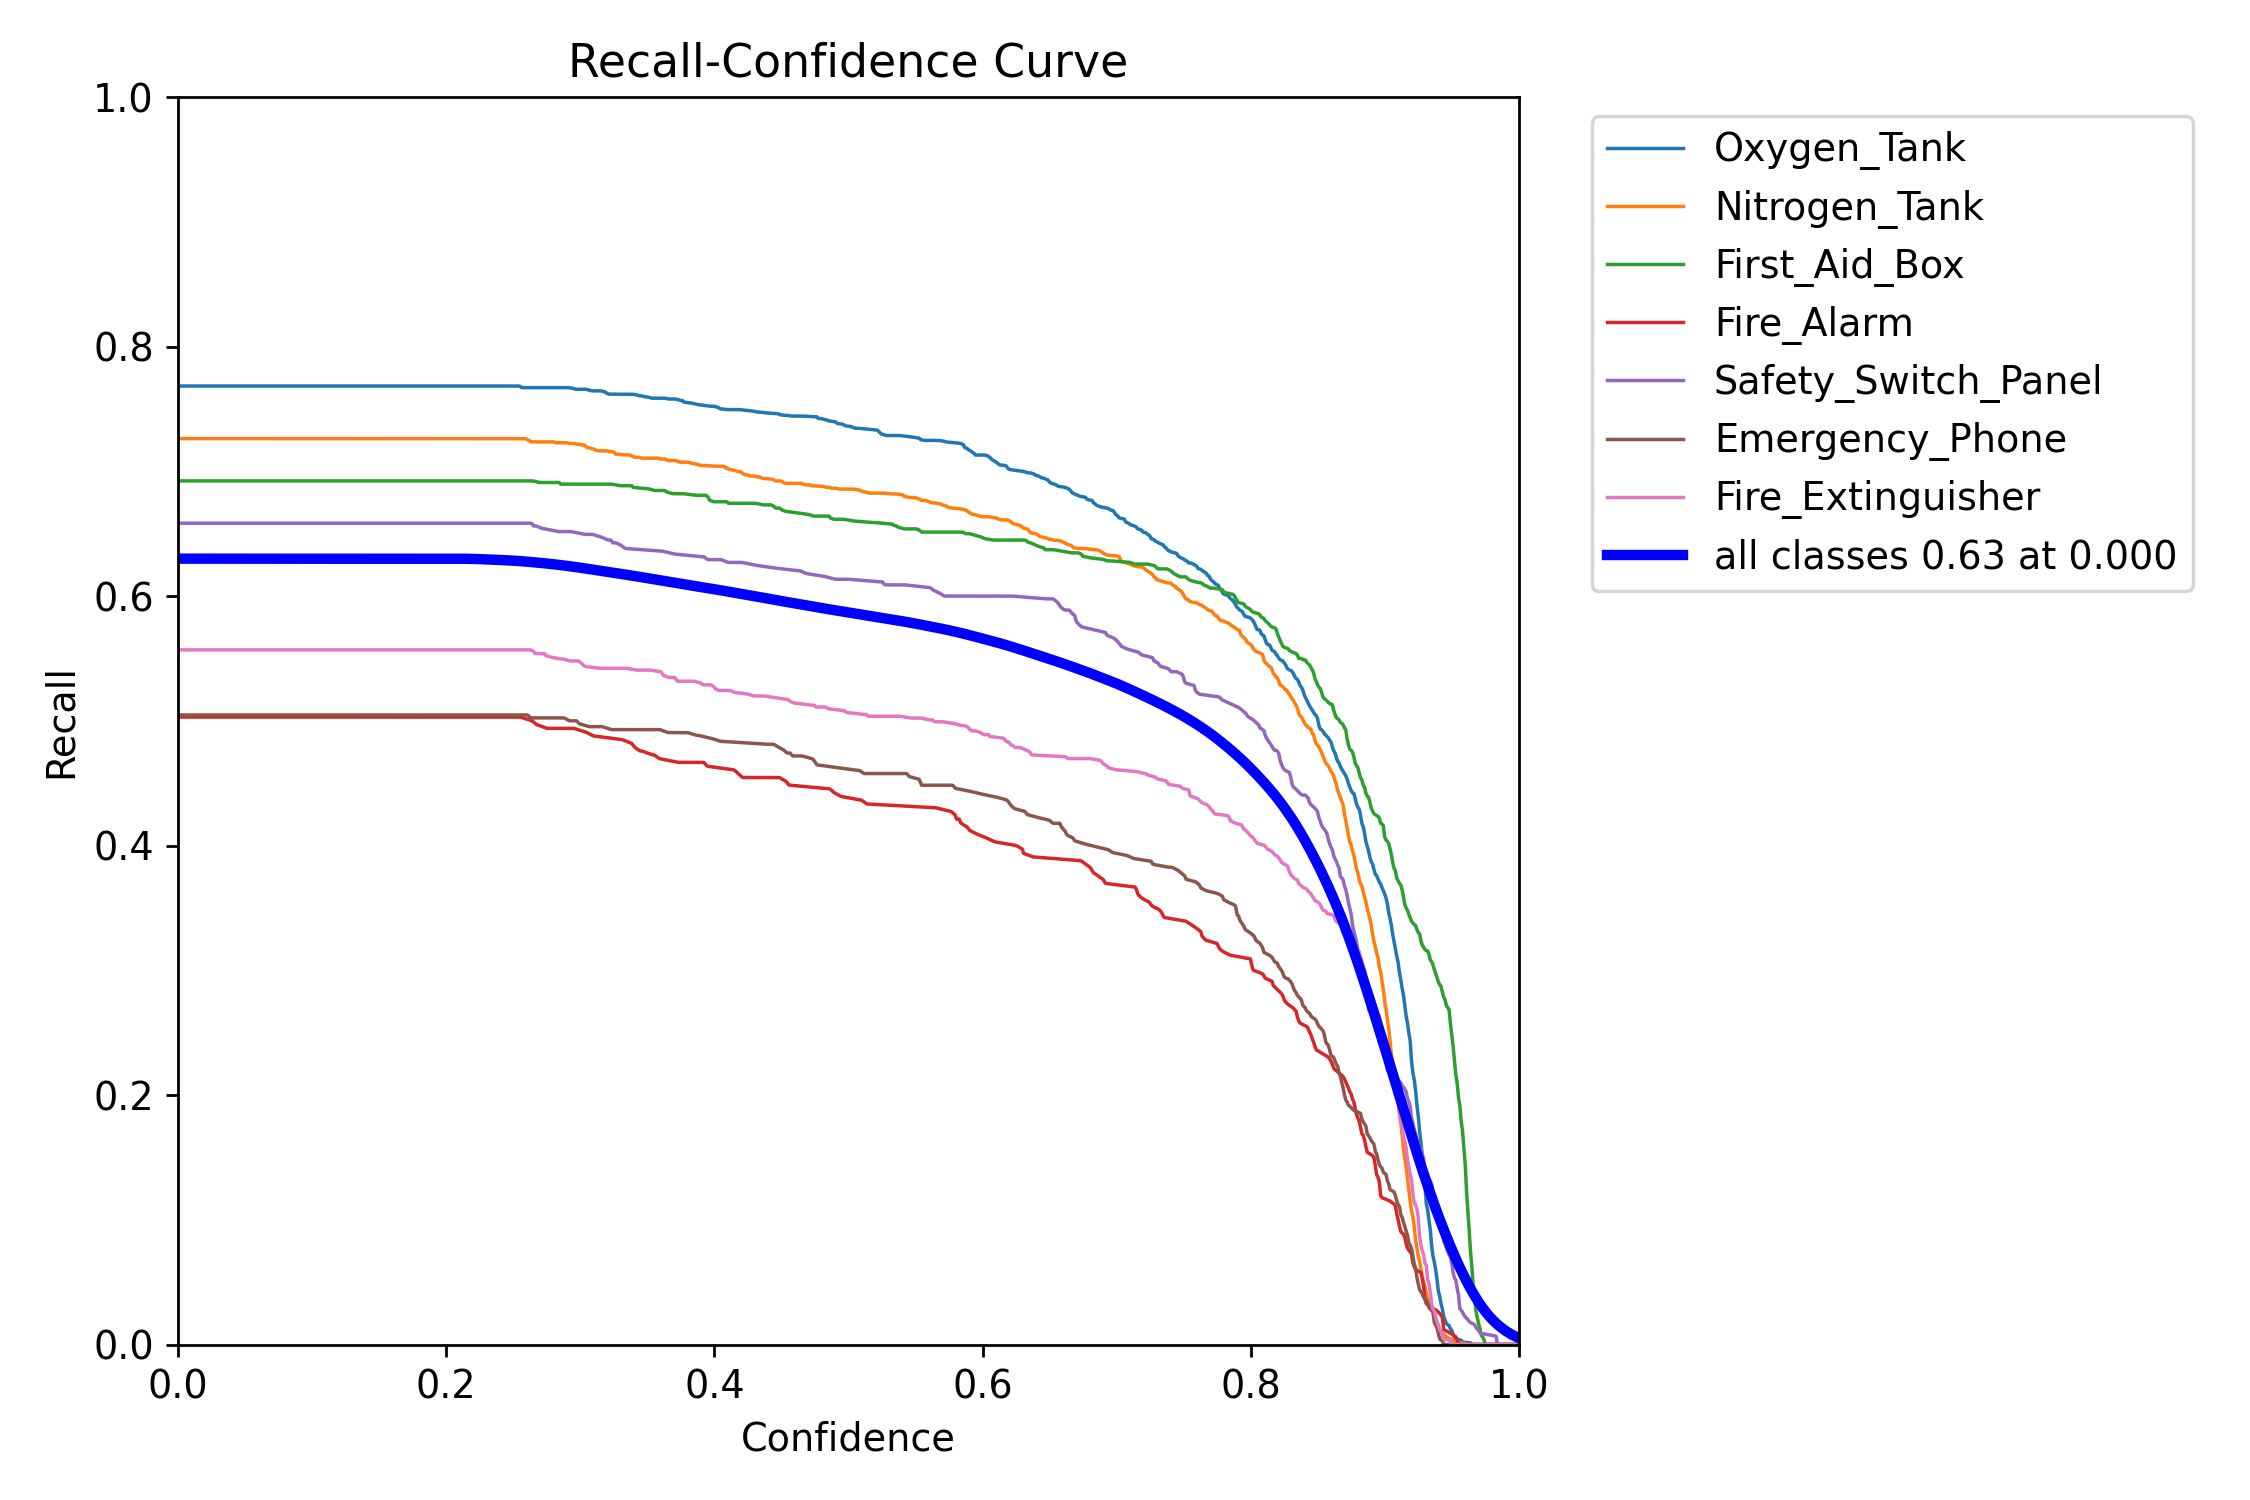 Recall-Confidence Curve
1.0
0.8
0.6
0.4
0.2
0.0
Recall
0.0 0.2 0.4 0.6 0.8 1.0
Confidence
Oxygen_Tank
Nitrogen_Tank
First_Aid_Box
Fire_Alarm
Safety_Switch_Panel
Emergency_Phone
Fire_Extinguisher
all classes 0.63 at 0.000